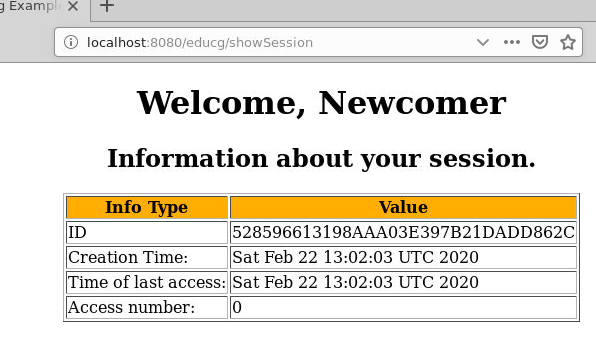 g Example
localhost:8080/educg/showSession
Welcome, Newcomer
Information about your session.
Info Type Value
ID 528596613198AAA03E397B21DADD862C
Creation Time: Sat Feb 22 13:02:03 UTC 2020
Time of last access: Sat Feb 22 13:02:03 UTC 2020
Access number: 0